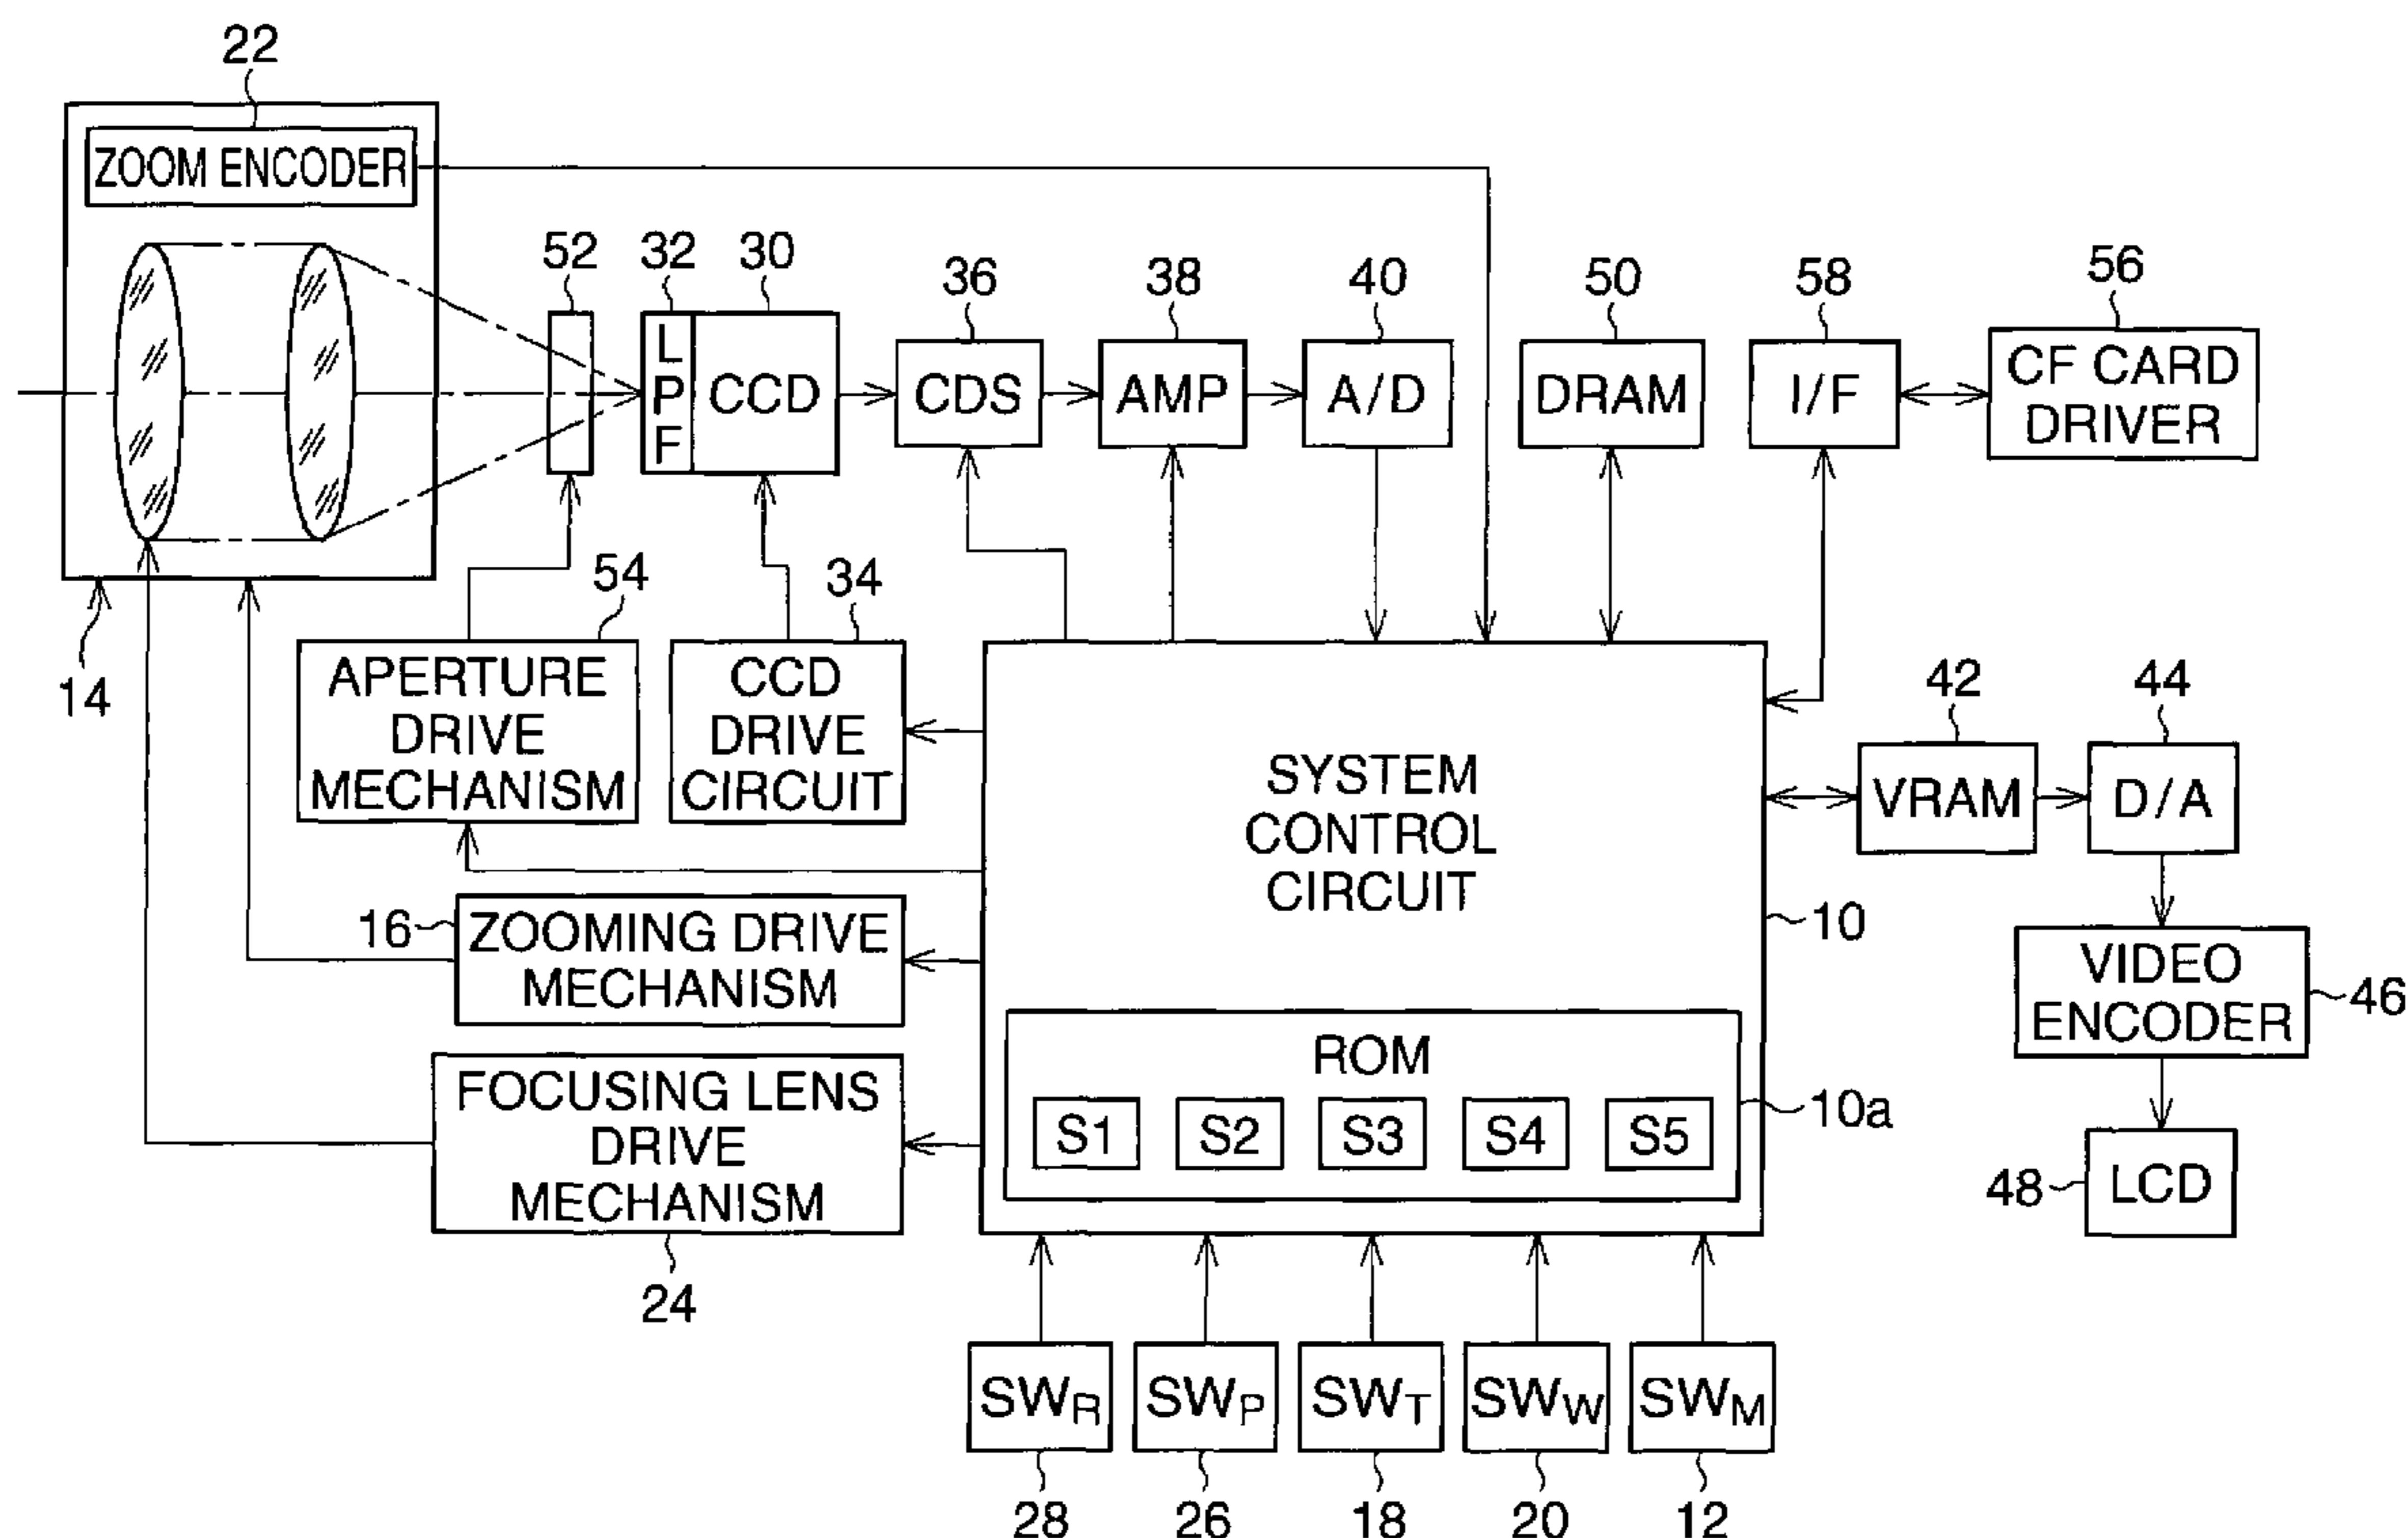 22
ZOOM ENCODER
52
32
30
36
38
40
50
58
56
L
P
F
CCD
CDS
AMP
A/D
DRAM
I/F
CF CARD
DRIVER
14
54
34
APERTURE
DRIVE
MECHANISM
CCD
DRIVE
CIRCUIT
SYSTEM
CONTROL
CIRCUIT
42
44
VRAM
D/A
16
ZOOMING DRIVE
MECHANISM
10
VIDEO
ENCODER
46
FOCUSING LENS
DRIVE
MECHANISM
24
ROM
S1
S2
S3
S4
S5
10a
48
LCD
SWR
SWP
SWT
SWW
SWM
28
26
18
20
12